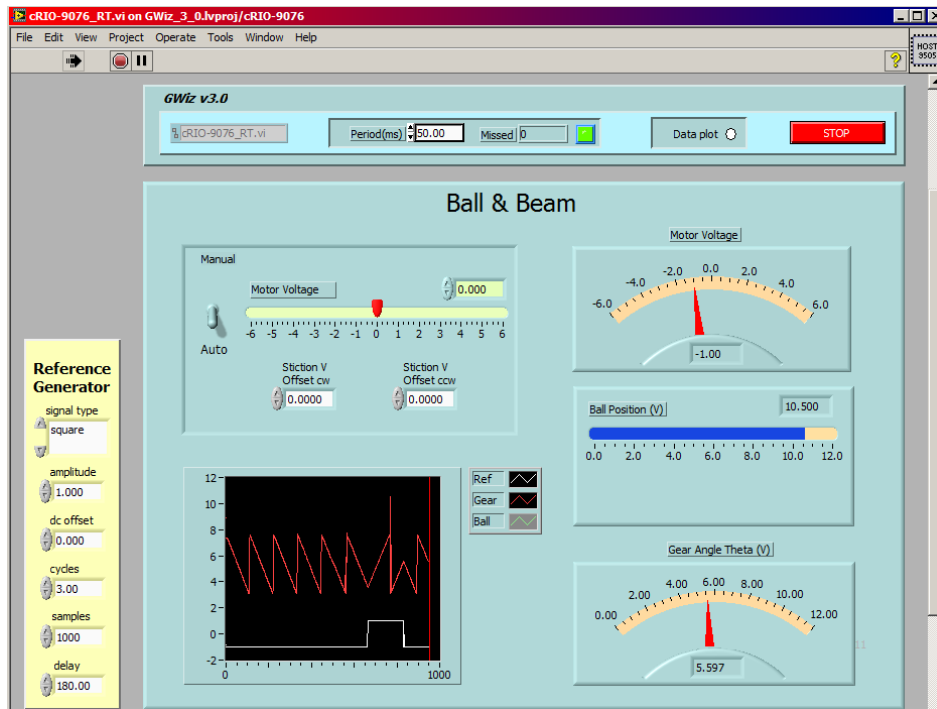 cRIO-9076_RT.vi on GWiz_3_0.lvproj/cRIO-9076
File Edit View Project Operate Tools Window Help
HOST
9505
GWiz v3.0
cRIO-9076_RT.vi
Period(ms) 50.00
Missed 0
Data plot
STOP
Ball & Beam
Manual
Motor Voltage
0.000
-6 -5 -4 -3 -2 -1 0 1 2 3 4 5 6
Auto
Stiction V
Offset cw
0.0000
Stiction V
Offset ccw
0.0000
Motor Voltage
-6.0 -4.0 -2.0 0.0 2.0 4.0 6.0
-1.00
Ball Position (V)
10.500
0.0 2.0 4.0 6.0 8.0 10.0 12.0
Reference
Generator
signal type
square
amplitude
1.000
dc offset
0.000
cycles
3.00
samples
1000
delay
180.00
12
10
8
6
4
2
0
-2
0 1000
Ref
Gear
Ball
Gear Angle Theta (V)
0.00 2.00 4.00 6.00 8.00 10.00 12.00
5.597
11